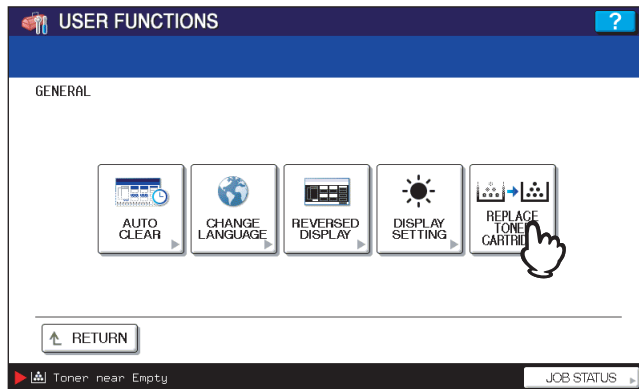 USER FUNCTIONS
?
GENERAL
AUTO
CLEAR
CHANGE
LANGUAGE
REVERSED
DISPLAY
DISPLAY
SETTING
REPLACE
RETURN
Toner near Empty
JOB STATUS